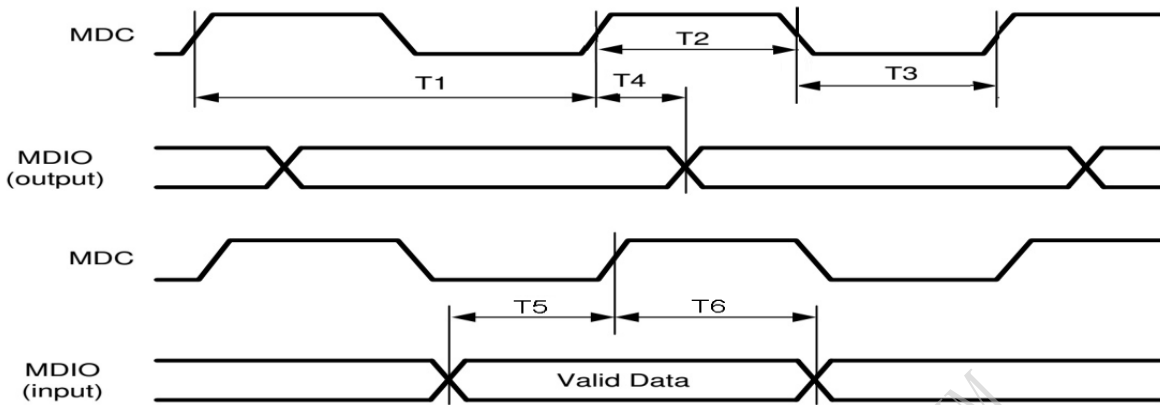 MDC
T1
T2
T3
T4
MDIO
(output)
MDC
T5
T6
MDIO
(input)
Valid Data